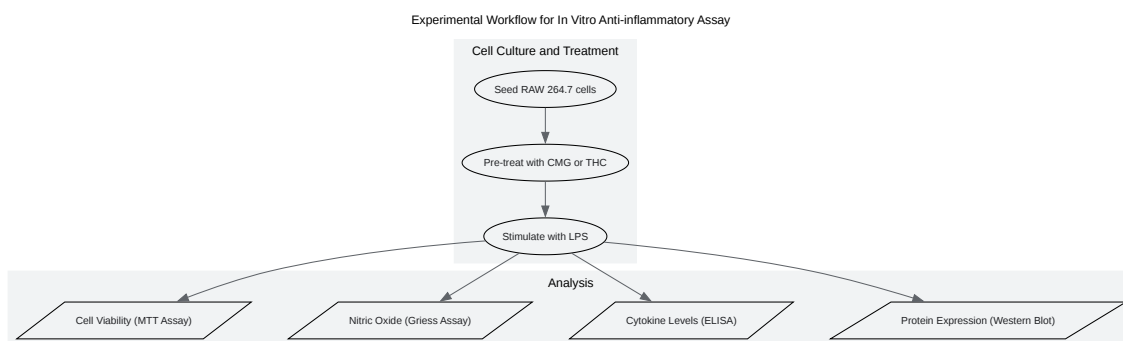 Experimental Workflow for In Vitro Anti-inflammatory Assay
Cell Culture and Treatment
Seed RAW 264.7 cells
Pre-treat with CMG or THC
Stimulate with LPS
Analysis
Cell Viability (MTT Assay)
Nitric Oxide (Griess Assay)
Cytokine Levels (ELISA)
Protein Expression (Western Blot)